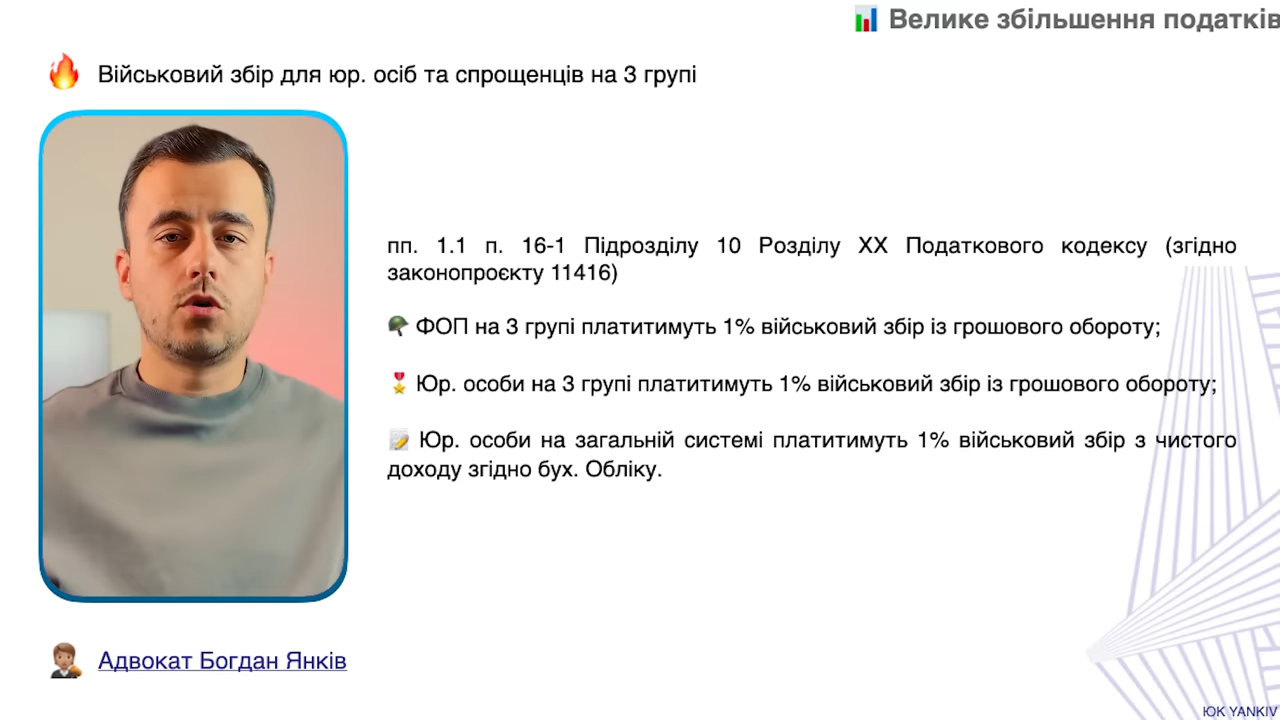 Велике збільшення податків
Військовий збір для юр. осіб та спрощенців на 3 групі
пп. 1.1 п. 16-1 Підрозділу 10 Розділу XX Податкового кодексу (згідно
законопроєкту 11416)
ФОП на 3 групі платитимуть 1% військовий збір із грошового обороту;
Юр. особи на 3 групі платитимуть 1% військовий збір із грошового обороту;
Юр. особи на загальній системі платитимуть 1% військовий збір з чистого
доходу згідно бух. Обліку.
Адвокат Богдан Янків
ЮК YANKIV